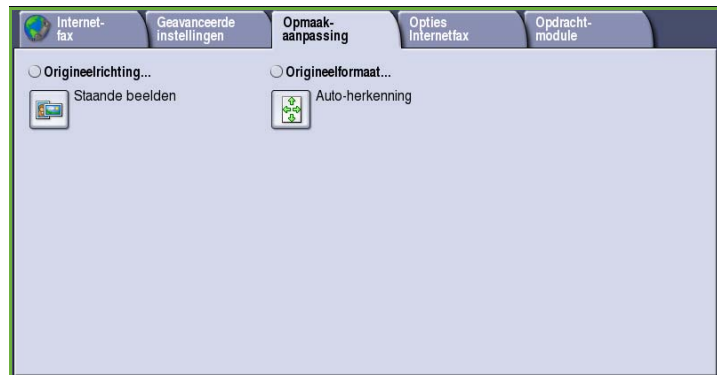 Internet-
fax
Geavanceerde
instellingen
Opmaak-
aanpassing
Opties
Internetfax
Opdracht-
module
Origineelrichting...
Origineelformaat...
Staande beelden
Auto-herkenning